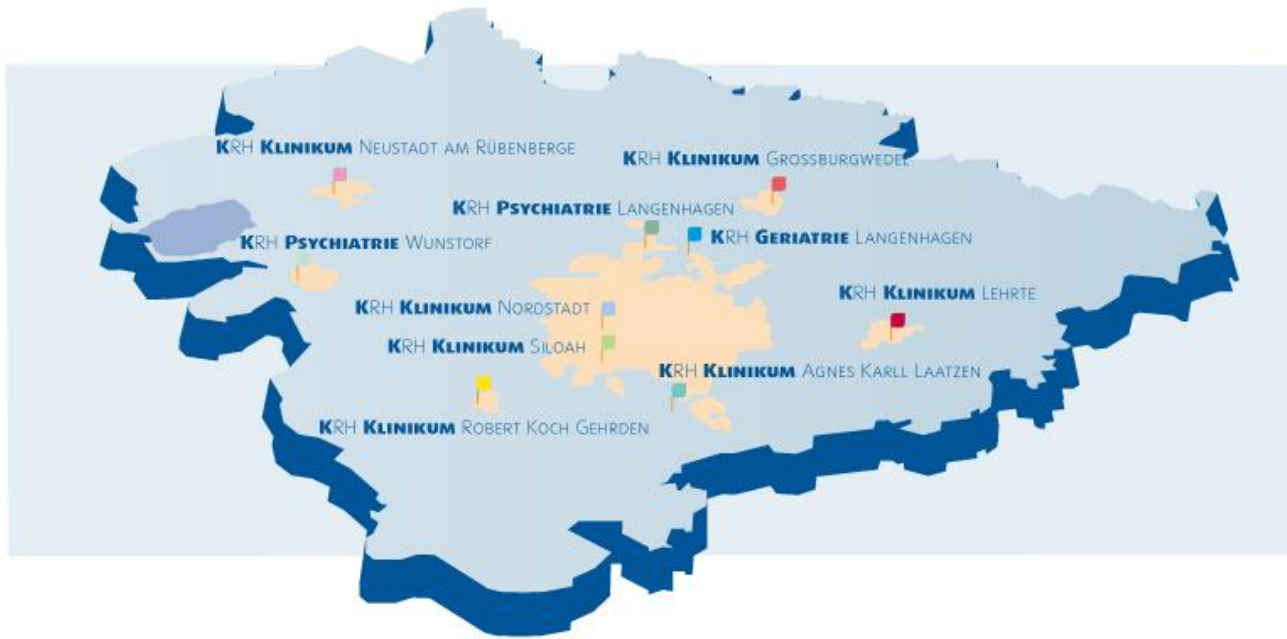 KRH KLINIKUM NEUSTADT AM RÜBENBERGE
KRH KLINIKUM GROSSBURGWEDEL
KRH PSYCHIATRIE LANGENHAGEN
KRH GERIATRIE LANGENHAGEN
KRH PSYCHIATRIE WUNSTORF
KRH KLINIKUM LEHRTE
KRH KLINIKUM NORDSTADT
KRH KLINIKUM SILOAH
KRH KLINIKUM AGNES KARLL LAATZEN
KRH KLINIKUM ROBERT KOCH GEHRDEN